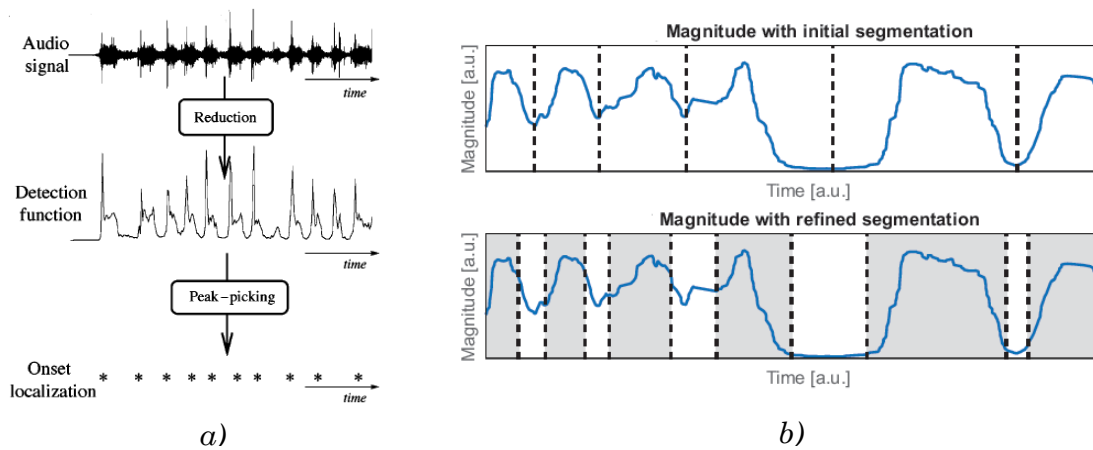 Audio
signal
time
Reduction
Detection
function
time
Peak-picking
Onset
localization
* * * * * * * * * *
time
a)
Magnitude with initial segmentation
Magnitude [a.u.]
Time [a.u.]
Magnitude with refined segmentation
Magnitude [a.u.]
Time [a.u.]
b)